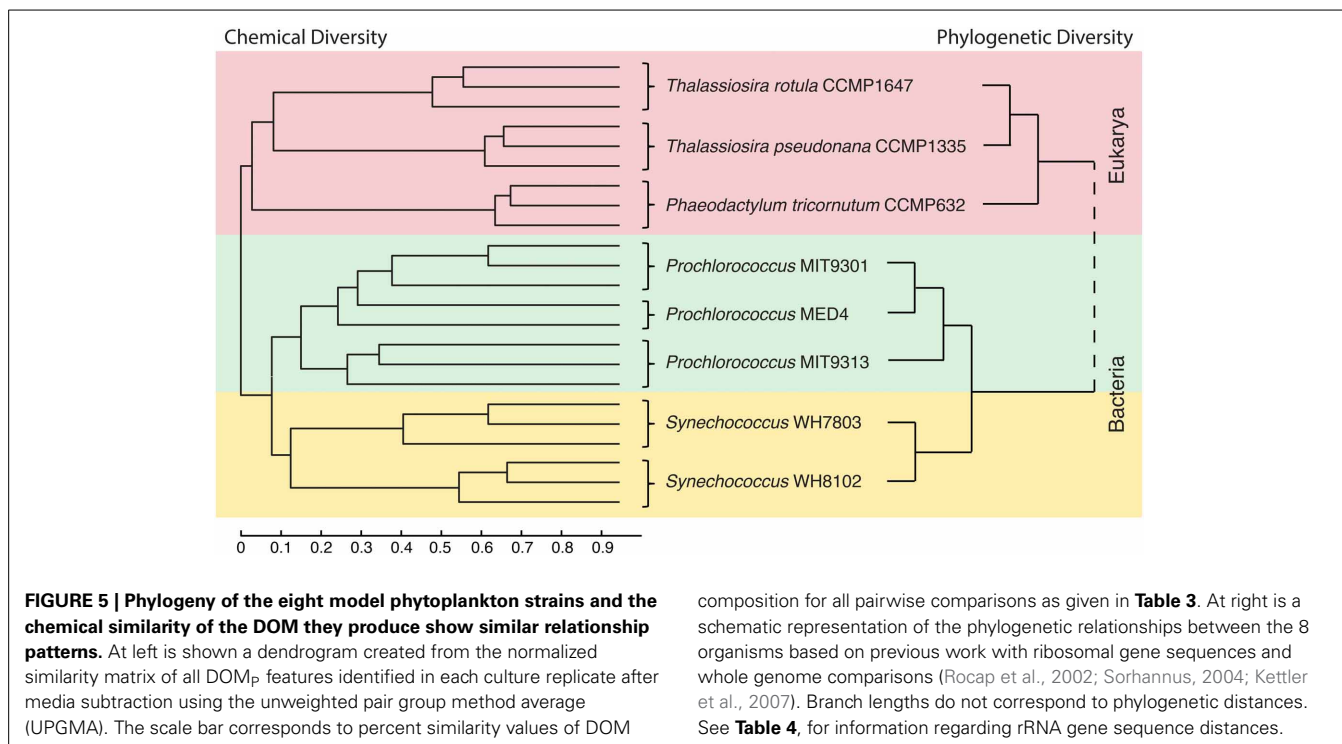 Chemical Diversity
Phylogenetic Diversity
Thalassiosira rotula CCMP1647
Thalassiosira pseudonana CCMP1335
Phaeodactylum tricornutum CCMP632
Prochlorococcus MIT9301
Prochlorococcus MED4
Prochlorococcus MIT9313
Synechococcus WH7803
Synechococcus WH8102
Eukarya
Bacteria
0 0.1 0.2 0.3 0.4 0.5 0.6 0.7 0.8 0.9
FIGURE 5 | Phylogeny of the eight model phytoplankton strains and the
chemical similarity of the DOM they produce show similar relationship
patterns. At left is shown a dendrogram created from the normalized
similarity matrix of all DOMP features identified in each culture replicate after
media subtraction using the unweighted pair group method average
(UPGMA). The scale bar corresponds to percent similarity values of DOM
composition for all pairwise comparisons as given in Table 3. At right is a
schematic representation of the phylogenetic relationships between the 8
organisms based on previous work with ribosomal gene sequences and
whole genome comparisons (Rocap et al., 2002; Sorhannus, 2004; Kettler
et al., 2007). Branch lengths do not correspond to phylogenetic distances.
See Table 4, for information regarding rRNA gene sequence distances.